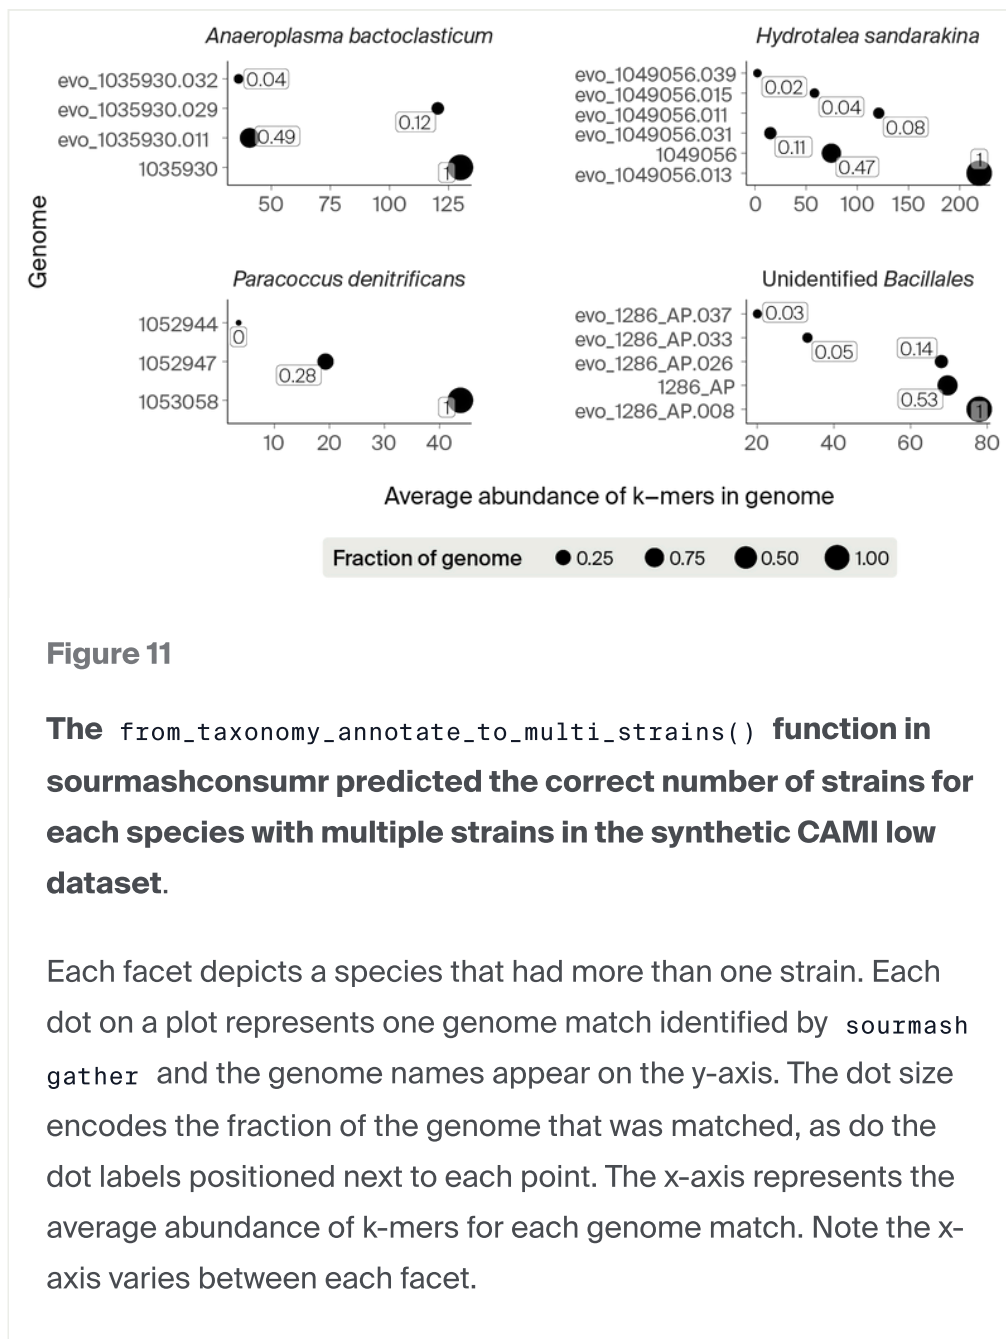 Anaeroplasma bactoclasticum
evo_1035930.032
0.04
evo_1035930.029
0.12
evo_1035930.011
0.49
1035930
1
50 75 100 125
Hydrotalea sandarakina
evo_1049056.039
0.02
evo_1049056.015
0.04
evo_1049056.011
0.08
evo_1049056.031
0.11
1049056
0.47
evo_1049056.013
1
0 50 100 150 200
Genome
Paracoccus denitrificans
1052944
0
1052947
0.28
1053058
1
10 20 30 40
Unidentified Bacillales
evo_1286_AP.037
0.03
evo_1286_AP.033
0.05
evo_1286_AP.026
0.14
1286_AP
0.53
evo_1286_AP.008
1
20 40 60 80
Average abundance of k–mers in genome
Fraction of genome 0.25 0.75 0.50 1.00
Figure 11
The from_taxonomy_annotate_to_multi_strains() function in
sourmashconsumr predicted the correct number of strains for
each species with multiple strains in the synthetic CAMI low
dataset.
Each facet depicts a species that had more than one strain. Each
dot on a plot represents one genome match identified by sourmash
gather and the genome names appear on the y-axis. The dot size
encodes the fraction of the genome that was matched, as do the
dot labels positioned next to each point. The x-axis represents the
average abundance of k-mers for each genome match. Note the x-
axis varies between each facet.